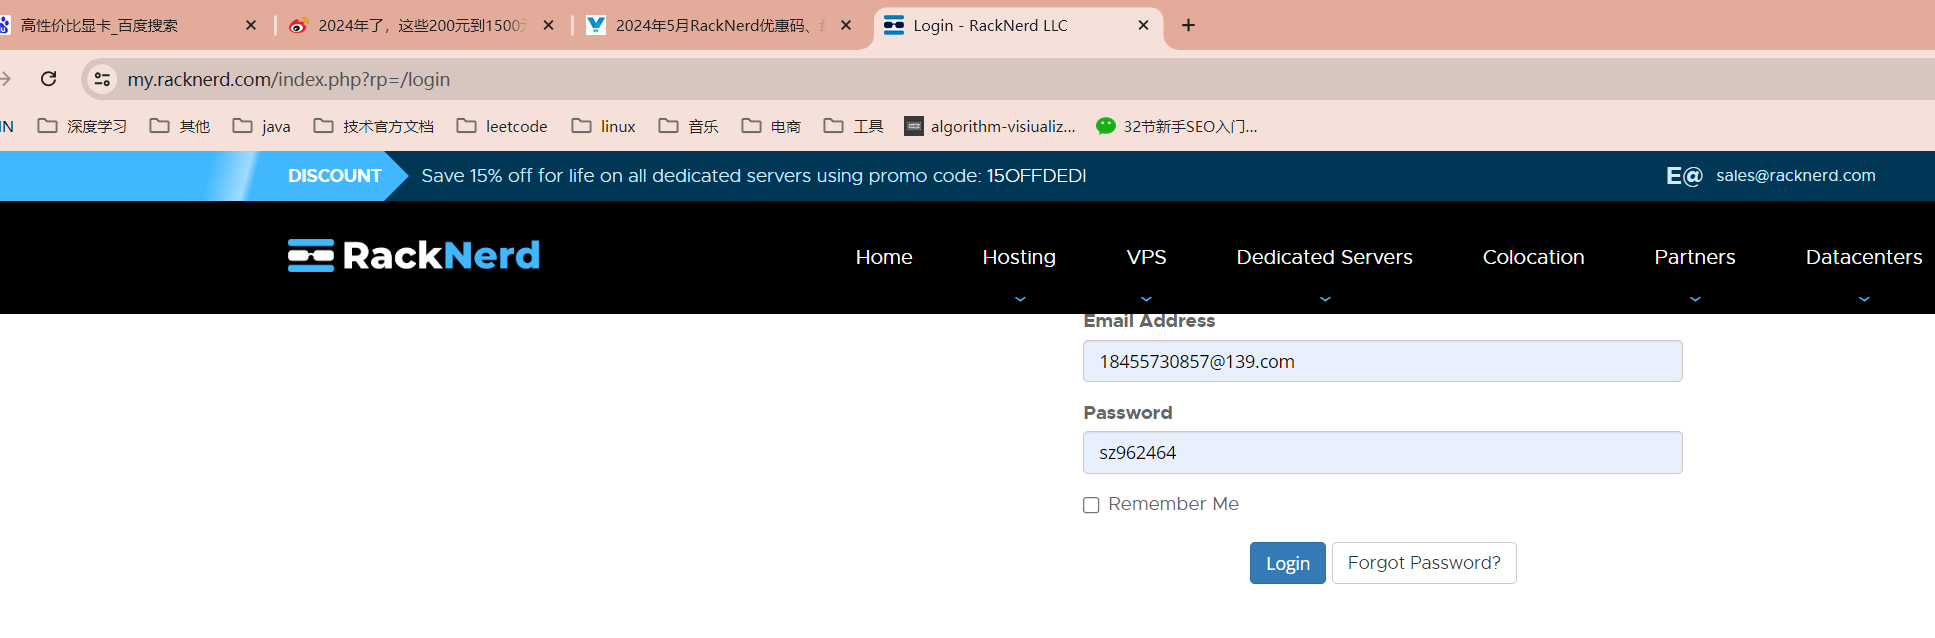 高性价比显卡_百度搜索
2024年了，这些200元到1500元
2024年5月RackNerd优惠码、
Login - RackNerd LLC
my.racknerd.com/index.php?rp=/login
IN 深度学习 其他 java 技术官方文档 leetcode linux 音乐 电商 工具 algorithm-visiualiz... 32节新手SEO入门...
DISCOUNT Save 15% off for life on all dedicated servers using promo code: 15OFFDEDI
E@ sales@racknerd.com
RackNerd
Home Hosting VPS Dedicated Servers Colocation Partners Datacenters
Email Address
18455730857@139.com
Password
sz962464
Remember Me
Login Forgot Password?